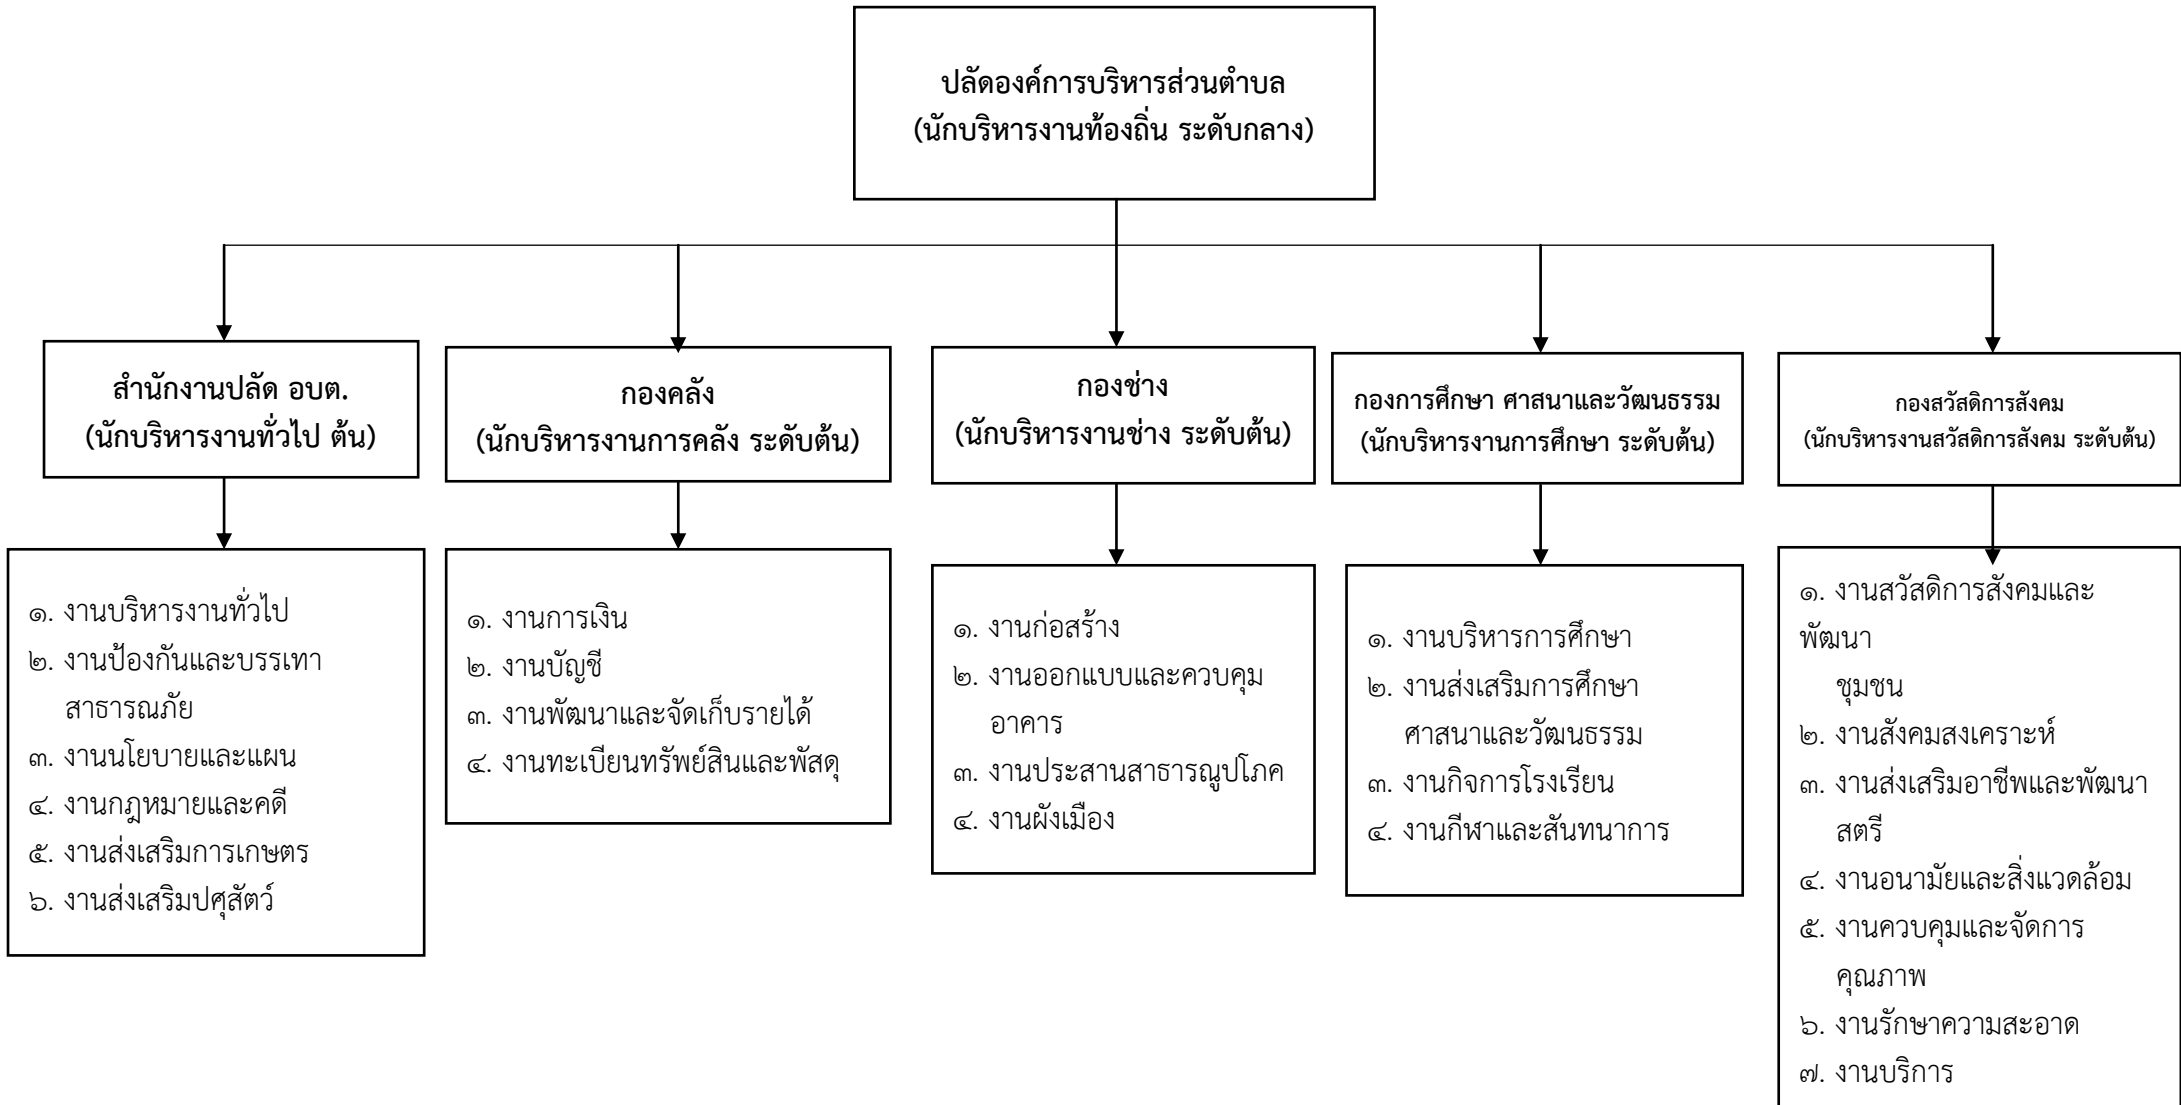 ปลัดองค์การบริหารส่วนตำบล
(นักบริหารงานท้องถิ่น ระดับกลาง)
สำนักงานปลัด อบต.
(นักบริหารงานทั่วไป ต้น)
กองคลัง
(นักบริหารงานการคลัง ระดับต้น)
กองช่าง
(นักบริหารงานช่าง ระดับต้น)
กองการศึกษา ศาสนาและวัฒนธรรม
(นักบริหารงานการศึกษา ระดับต้น)
กองสวัสดิการสังคม
(นักบริหารงานสวัสดิการสังคม ระดับต้น)
๑. งานบริหารงานทั่วไป
๒. งานป้องกันและบรรเทา
สาธารณภัย
๓. งานนโยบายและแผน
๔. งานกฎหมายและคดี
๕. งานส่งเสริมการเกษตร
๖. งานส่งเสริมปศุสัตว์
๑. งานการเงิน
๒. งานบัญชี
๓. งานพัฒนาและจัดเก็บรายได้
๔. งานทะเบียนทรัพย์สินและพัสดุ
๑. งานก่อสร้าง
๒. งานออกแบบและควบคุม
อาคาร
๓. งานประสานสาธารณูปโภค
๔. งานผังเมือง
๑. งานบริหารการศึกษา
๒. งานส่งเสริมการศึกษา
ศาสนาและวัฒนธรรม
๓. งานกิจการโรงเรียน
๔. งานกีฬาและสันทนาการ
๑. งานสวัสดิการสังคมและ
พัฒนา
ชุมชน
๒. งานสังคมสงเคราะห์
๓. งานส่งเสริมอาชีพและพัฒนา
สตรี
๔. งานอนามัยและสิ่งแวดล้อม
๕. งานควบคุมและจัดการ
คุณภาพ
๖. งานรักษาความสะอาด
๗. งานบริการ